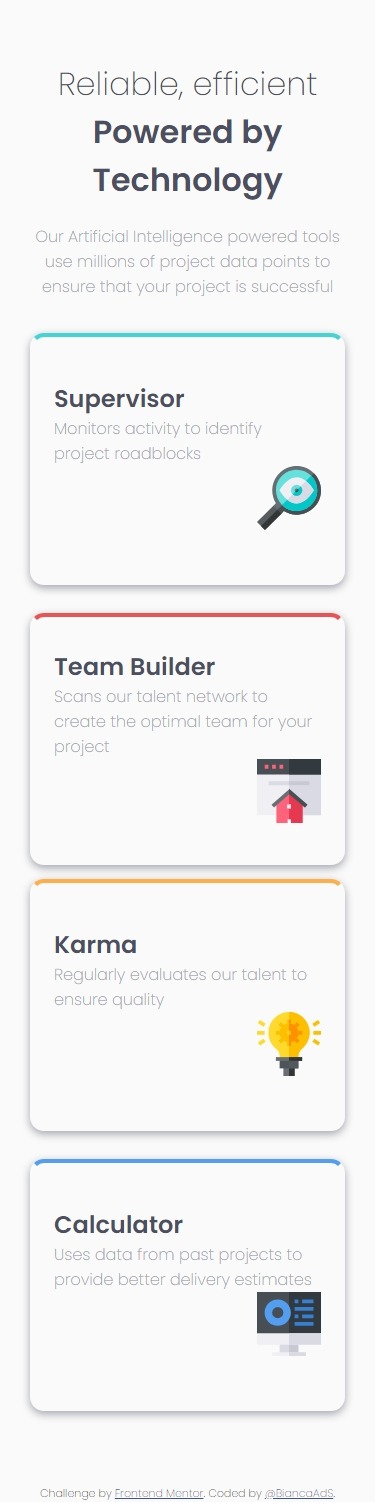 Reliable, efficient
Powered by
Technology
Our Artificial Intelligence powered tools
use millions of project data points to
ensure that your project is successful
Supervisor
Monitors activity to identify
project roadblocks
Team Builder
Scans our talent network to
create the optimal team for your
project
Karma
Regularly evaluates our talent to
ensure quality
Calculator
Uses data from past projects to
provide better delivery estimates
Challenge by Frontend Mentor. Coded by @BiancaAdS.